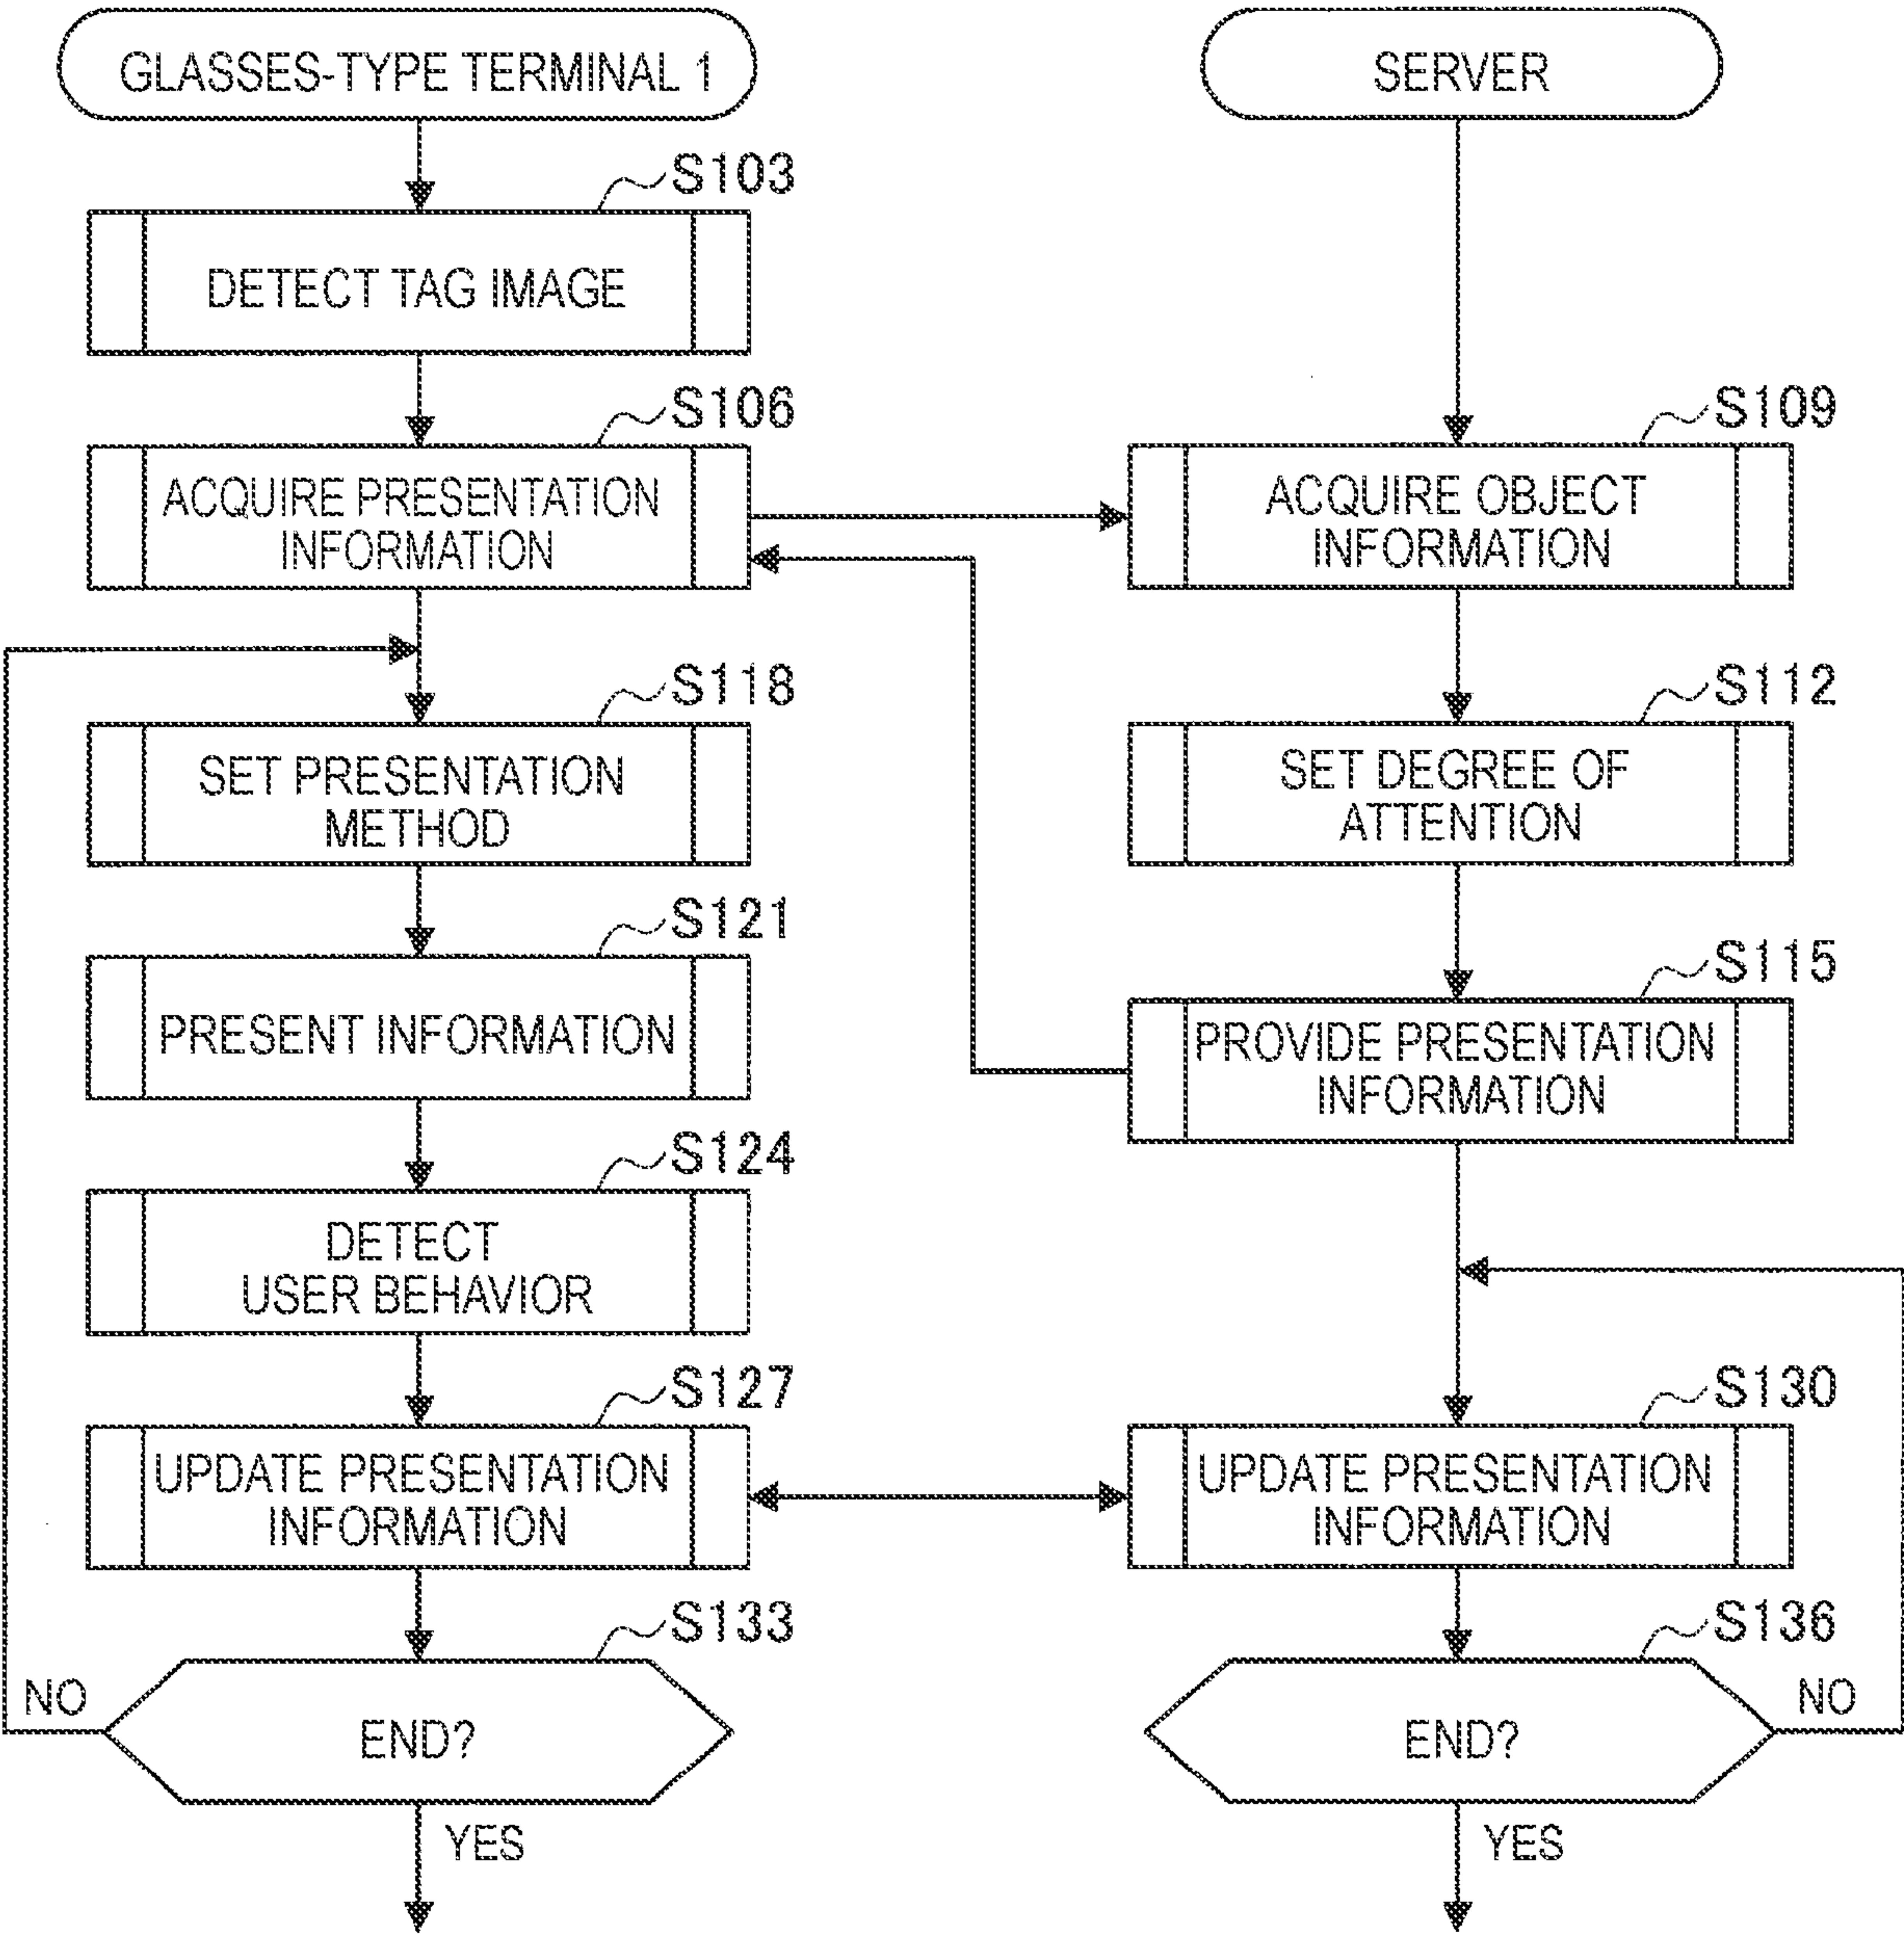 GLASSES-TYPE TERMINAL 1
S103
DETECT TAG IMAGE
S106
ACQUIRE PRESENTATION
INFORMATION
S118
SET PRESENTATION
METHOD
S121
PRESENT INFORMATION
S124
DETECT
USER BEHAVIOR
S127
UPDATE PRESENTATION
INFORMATION
S133
NO
END?
YES
SERVER
S109
ACQUIRE OBJECT
INFORMATION
S112
SET DEGREE OF
ATTENTION
S115
PROVIDE PRESENTATION
INFORMATION
S130
UPDATE PRESENTATION
INFORMATION
S136
NO
END?
YES